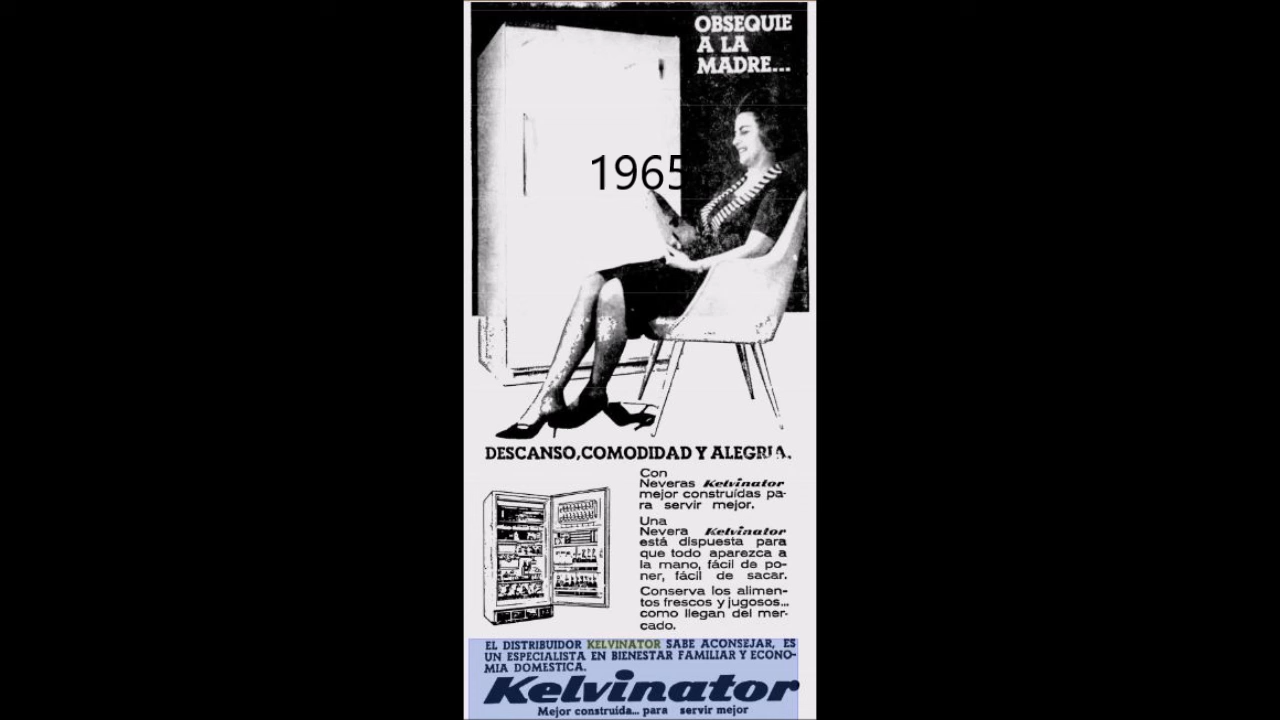 OBSEQUIE
A LA
MADRE...
1965
DESCANSO, COMODIDAD Y ALEGRIA.
Con
Neveras Kelvinator
mejor construídas pa-
ra servir mejor.
Una
Nevera Kelvinator
está dispuesta para
que todo aparezca a
la mano, fácil de po-
ner, fácil de sacar.
Conserva los alimen-
tos frescos y jugosos...
como llegan del mer-
cado.
EL DISTRIBUIDOR KELVINATOR SABE ACONSEJAR, ES
UN ESPECIALISTA EN BIENESTAR FAMILIAR Y ECONO-
MIA DOMESTICA.
Kelvinator
Mejor construída... para servir mejor